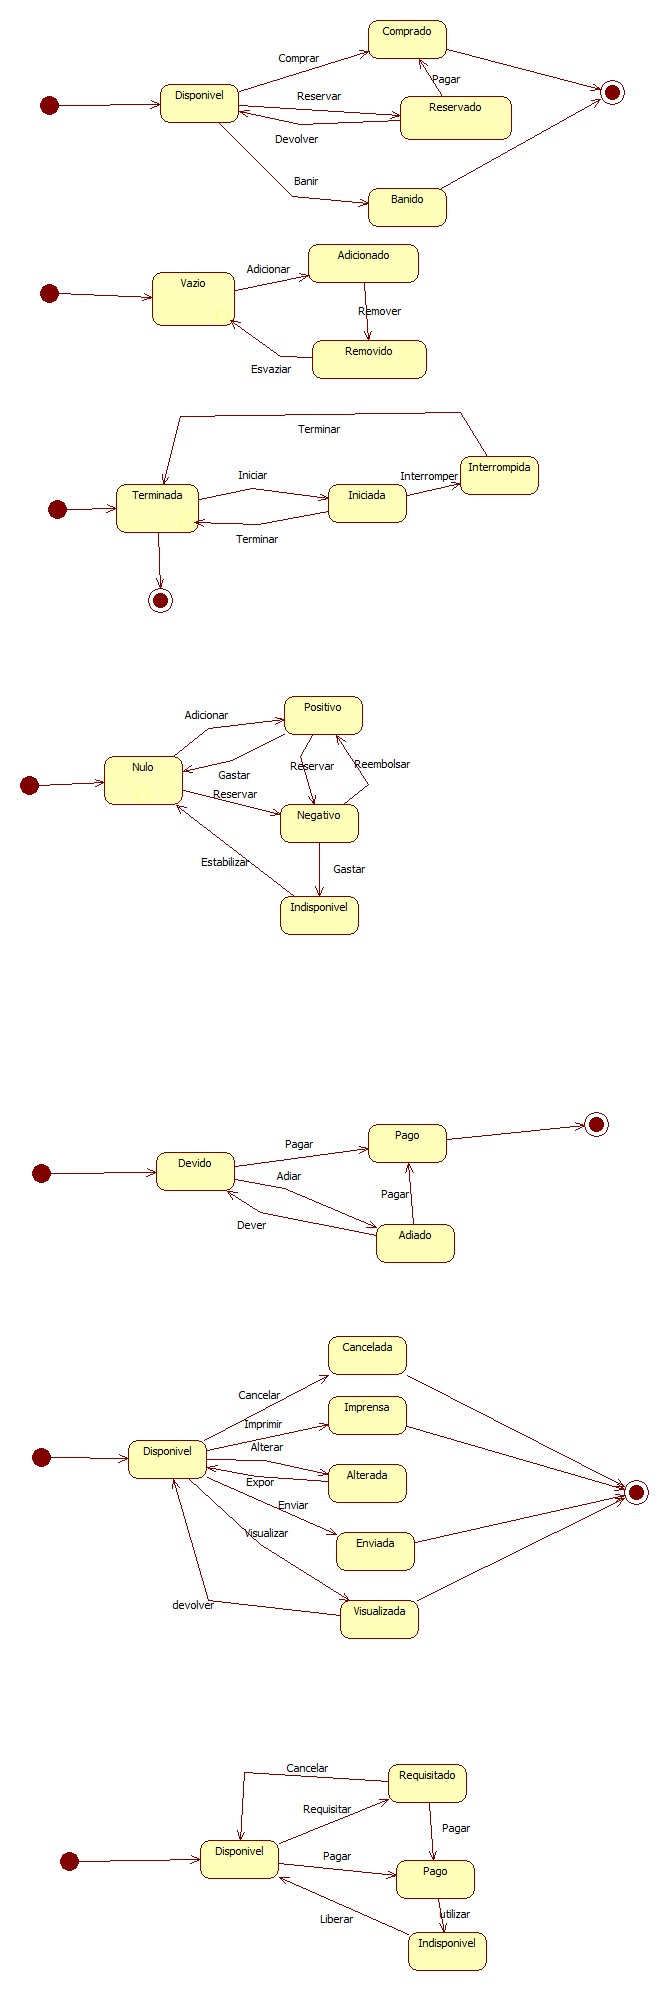 Comprado
Comprar
Pagar
Disponivel
Reservar
Reservado
Devolver
Banir
Banido
Adicionado
Adicionar
Vazio
Remover
Removido
Esvaziar
Terminar
Interrompida
Iniciar
Interromper
Terminada
Iniciada
Terminar
Positivo
Adicionar
Nulo
Reservar
Reembolsar
Gastar
Reservar
Negativo
Estabilizar
Gastar
Indisponivel
Pago
Pagar
Devido
Adiar
Pagar
Dever
Adiado
Cancelada
Cancelar
Imprensa
Imprimir
Alterar
Disponivel
Alterada
Expor
Enviar
Visualizar
Enviada
devolver
Visualizada
Cancelar
Requisitado
Requisitar
Pagar
Disponivel
Pagar
Pago
utilizar
Liberar
Indisponivel